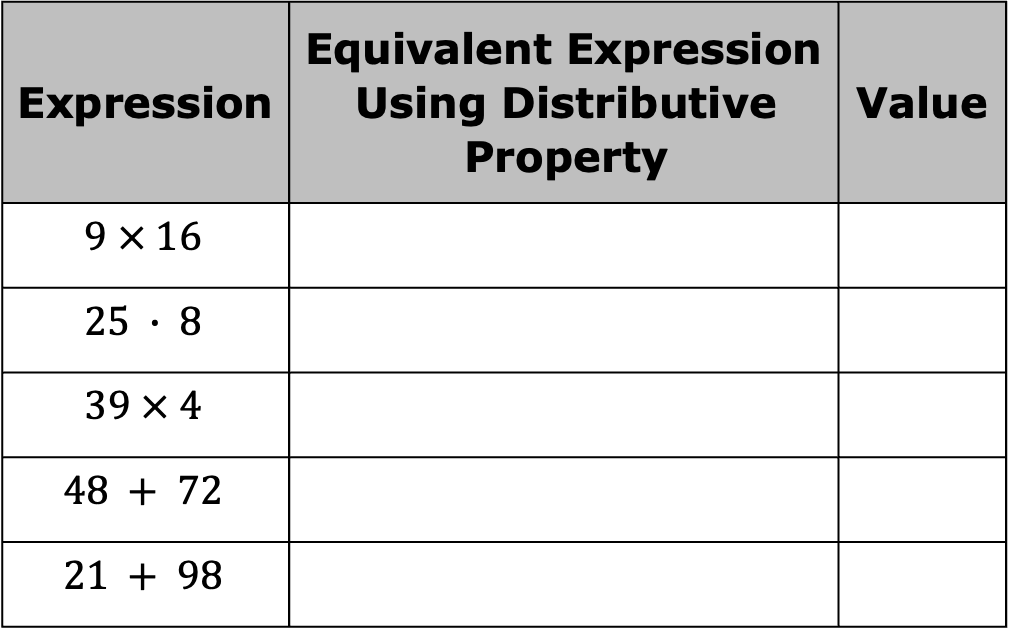 Expression
Equivalent Expression
Using Distributive
Property
Value
9 × 16
25 · 8
39 × 4
48 + 72
21 + 98